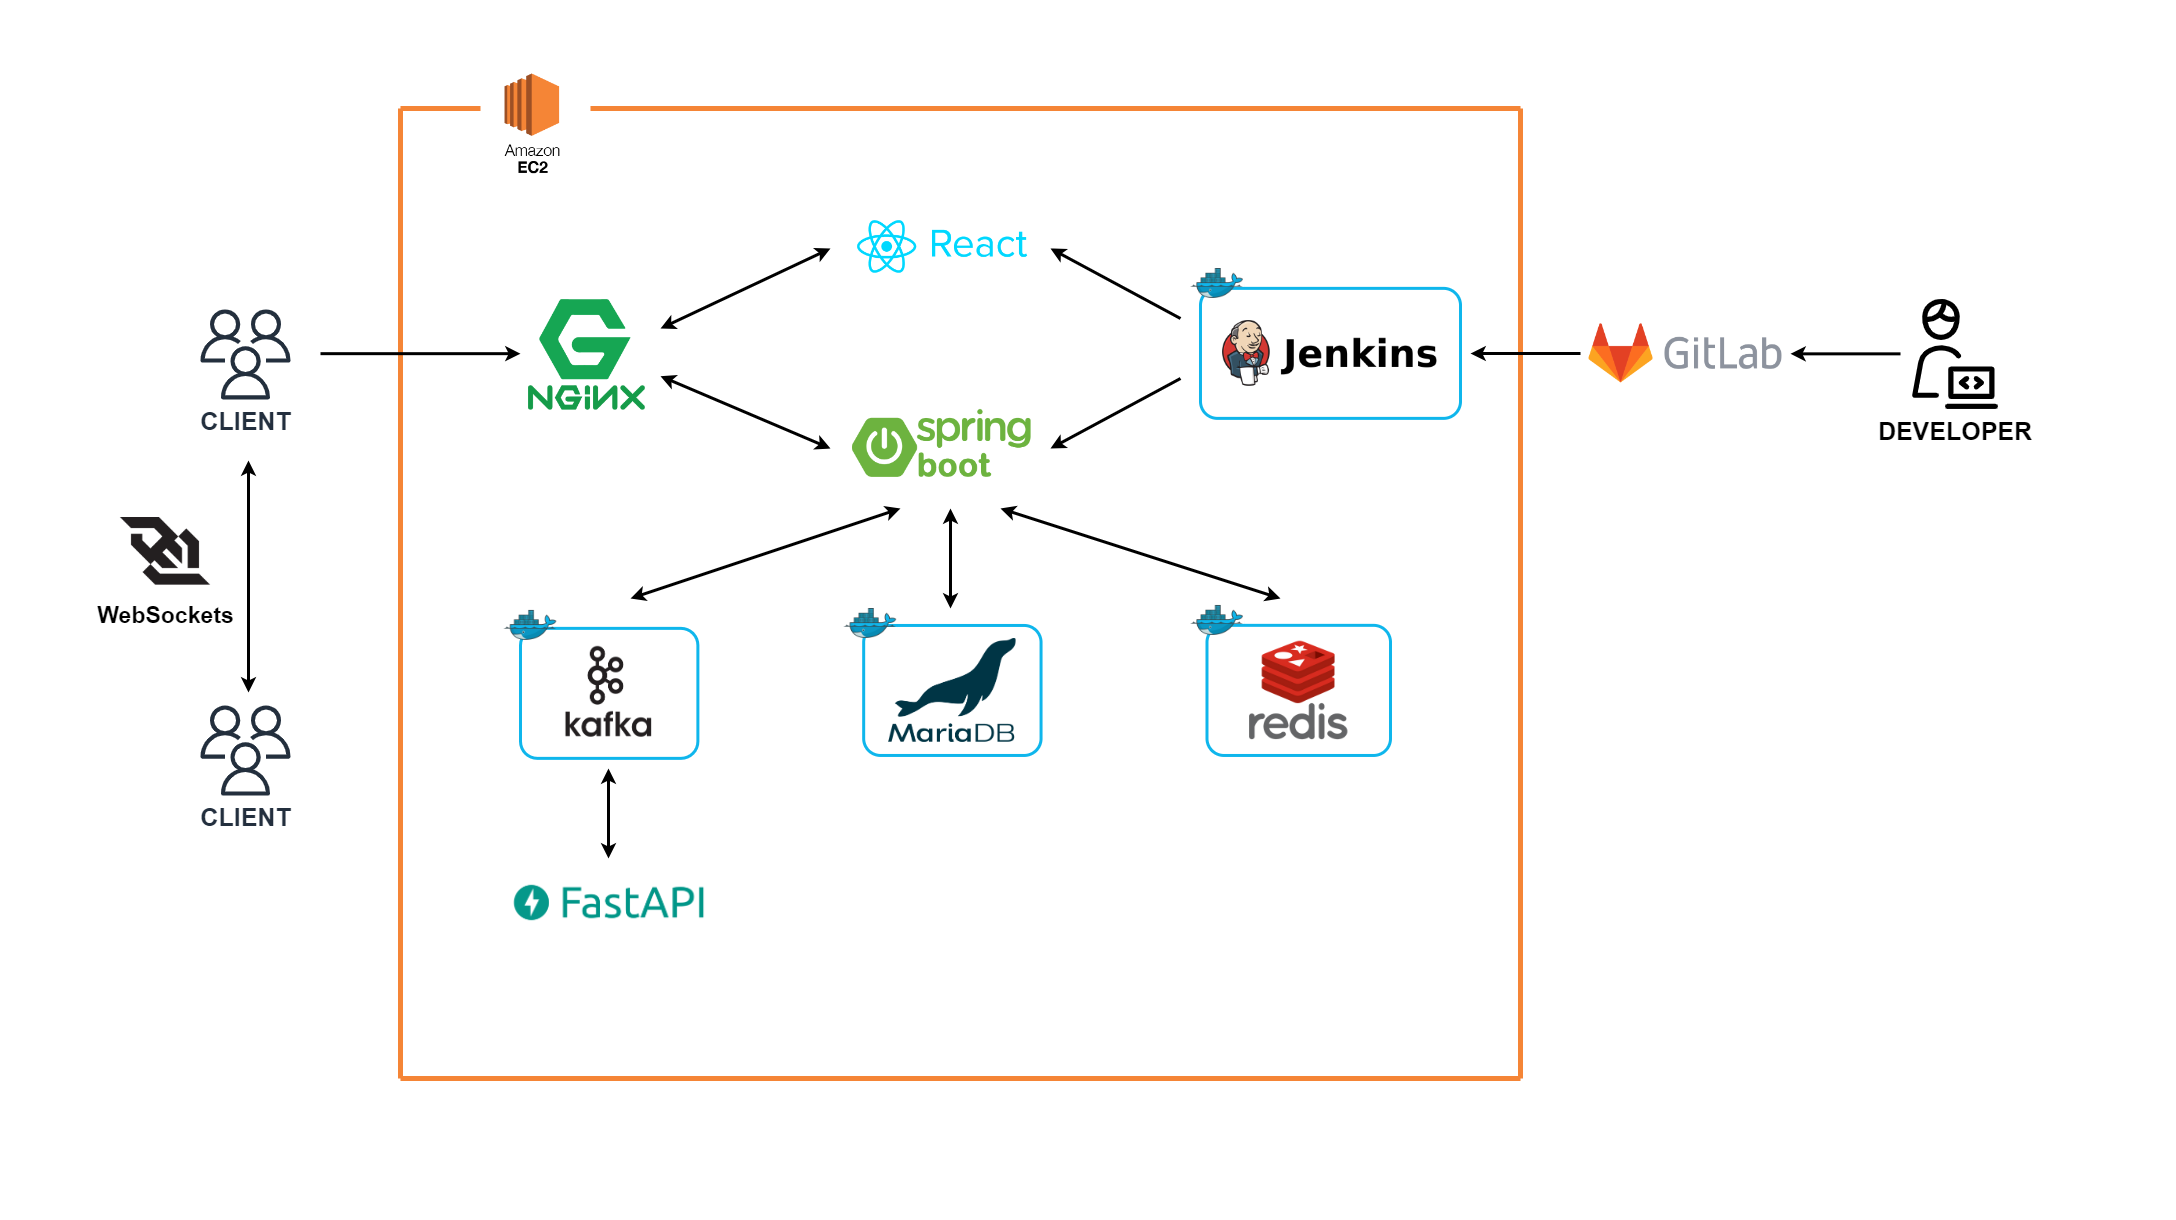 Amazon
EC2
React
NGiNX
CLIENT
spring
boot
Jenkins
GitLab
DEVELOPER
WebSockets
CLIENT
kafka
MariaDB
redis
FastAPI